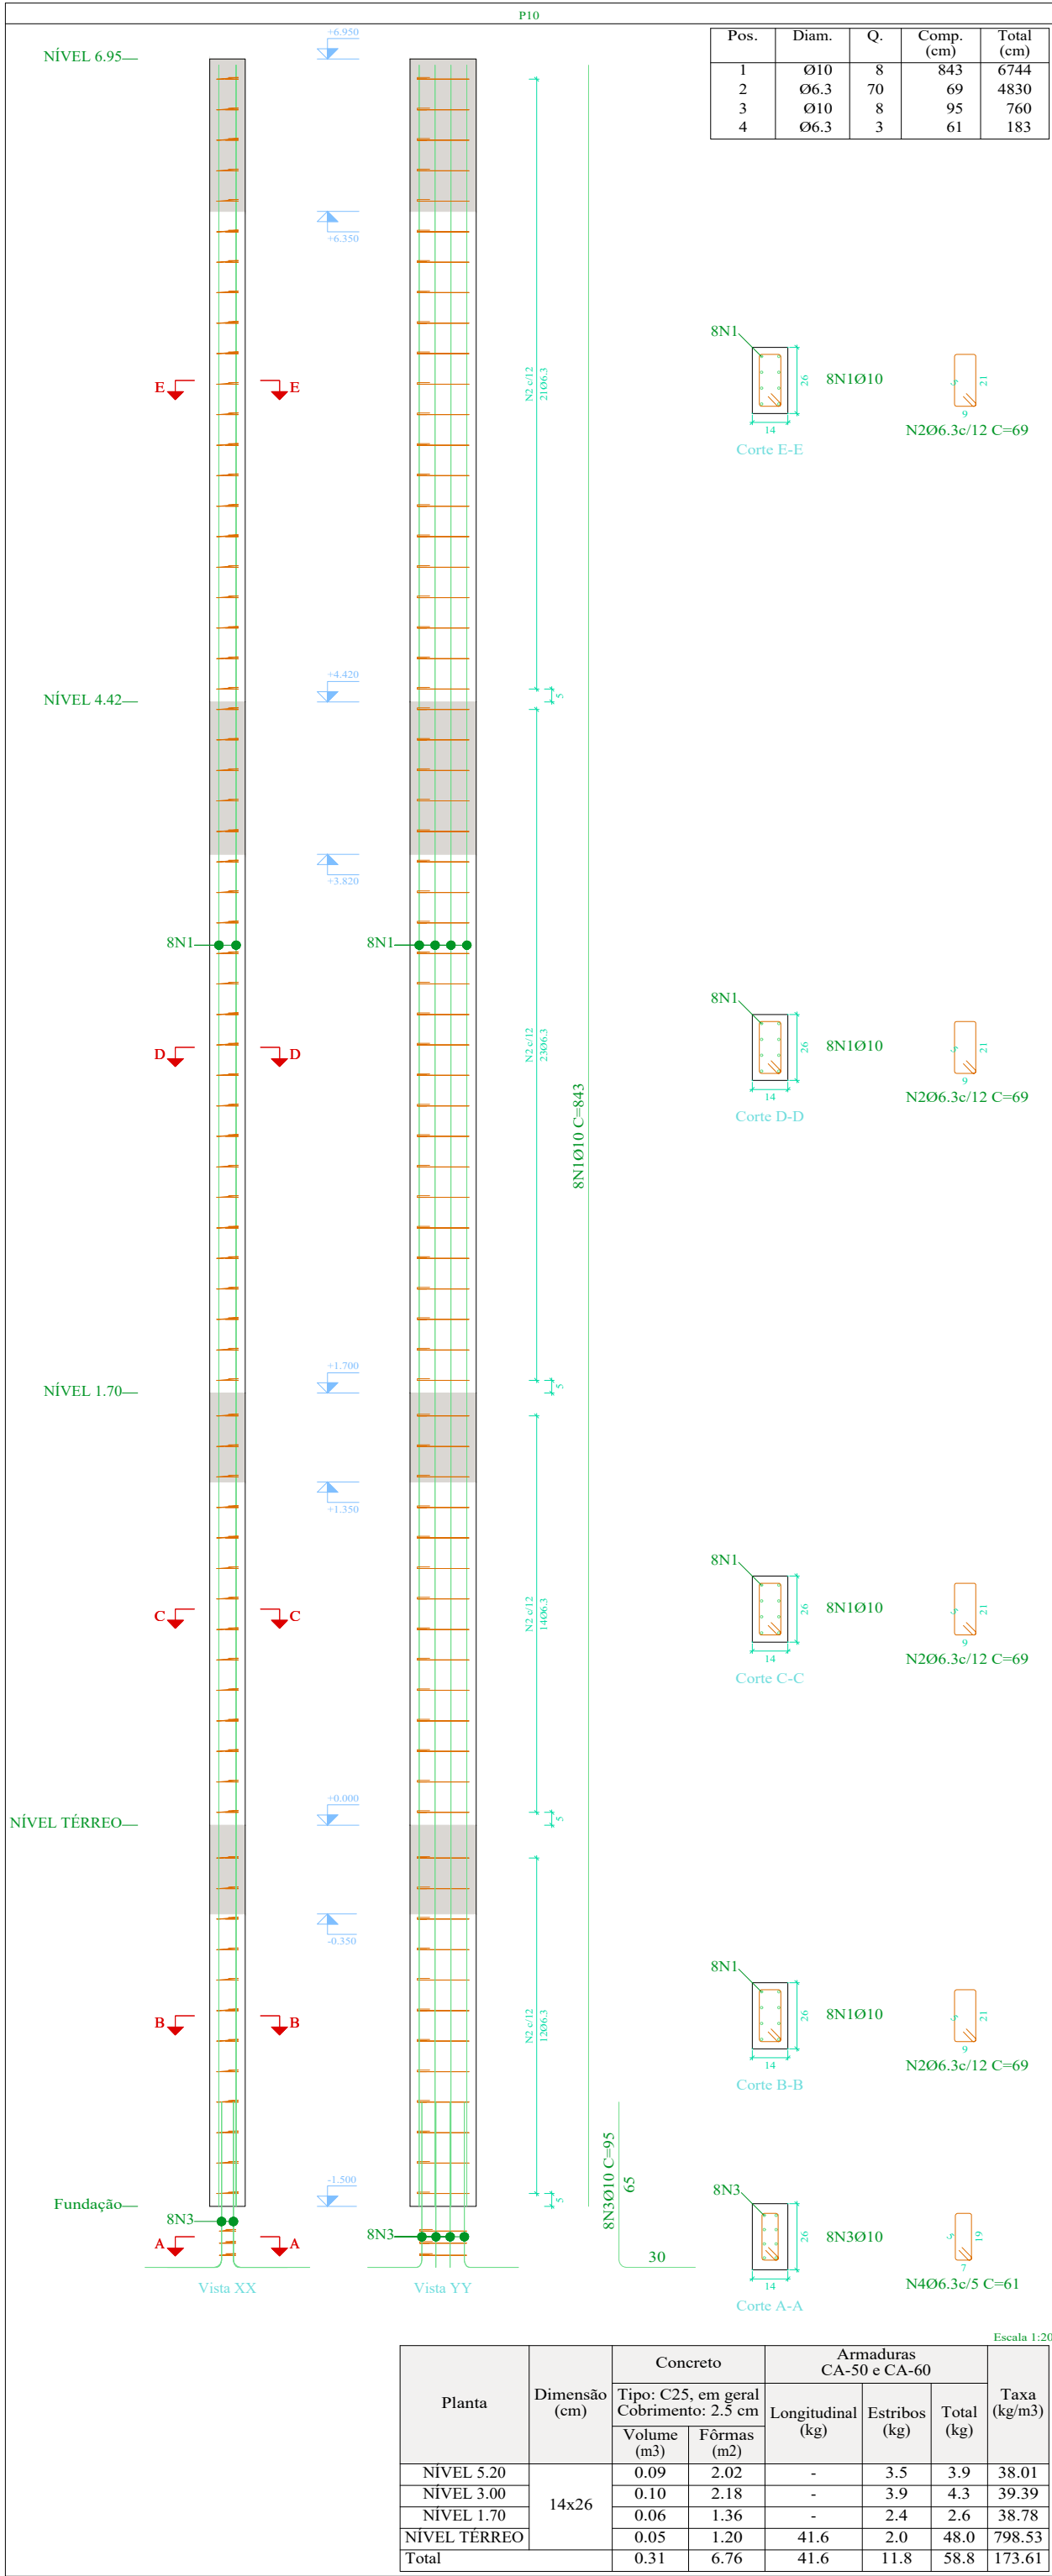 P10
Pos. Diam. Q. Comp. (cm) Total (cm)
1 Ø10 8 843 6744
2 Ø6.3 70 69 4830
3 Ø10 8 95 760
4 Ø6.3 3 61 183
NÍVEL 6.95
+6.950
+6.350
E E
N2 c/12
21Ø6.3
8N1
26
8N1Ø10
14
Corte E-E
21
9
N2Ø6.3c/12 C=69
NÍVEL 4.42
+4.420
5
+3.820
8N1
8N1
D D
N2 c/12
23Ø6.3
8N1Ø10 C=843
8N1
26
8N1Ø10
14
Corte D-D
21
9
N2Ø6.3c/12 C=69
NÍVEL 1.70
+1.700
5
+1.350
C C
N2 c/12
14Ø6.3
8N1
26
8N1Ø10
14
Corte C-C
21
9
N2Ø6.3c/12 C=69
NÍVEL TÉRREO
+0.000
5
-0.350
B B
N2 c/12
12Ø6.3
8N1
26
8N1Ø10
14
Corte B-B
21
9
N2Ø6.3c/12 C=69
Fundação
-1.500
5
8N3Ø10 C=95
65
30
8N3
8N3
A A
Vista XX
Vista YY
8N3
26
8N3Ø10
14
Corte A-A
19
7
N4Ø6.3c/5 C=61
Escala 1:20
Planta
Dimensão (cm)
Concreto
Tipo: C25, em geral
Cobrimento: 2.5 cm
Volume (m3)
Fôrmas (m2)
Armaduras
CA-50 e CA-60
Longitudinal (kg)
Estribos (kg)
Total (kg)
Taxa (kg/m3)
NÍVEL 5.20 0.09 2.02 - 3.5 3.9 38.01
NÍVEL 3.00 0.10 2.18 - 3.9 4.3 39.39
14x26
NÍVEL 1.70 0.06 1.36 - 2.4 2.6 38.78
NÍVEL TÉRREO 0.05 1.20 41.6 2.0 48.0 798.53
Total 0.31 6.76 41.6 11.8 58.8 173.61